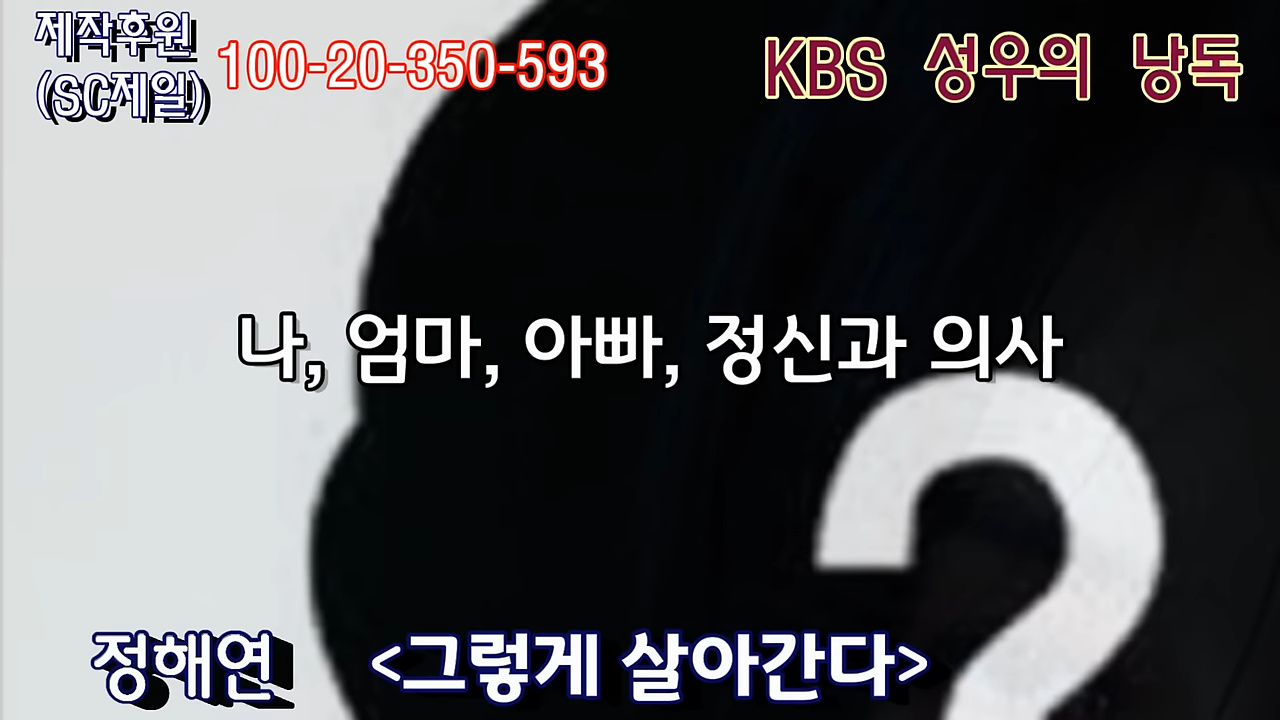 제작후원
(SC제일)
100-20-350-593
KBS 성우의 낭독
나, 엄마, 아빠, 정신과 의사
?
정해연 <그렇게 살아간다>